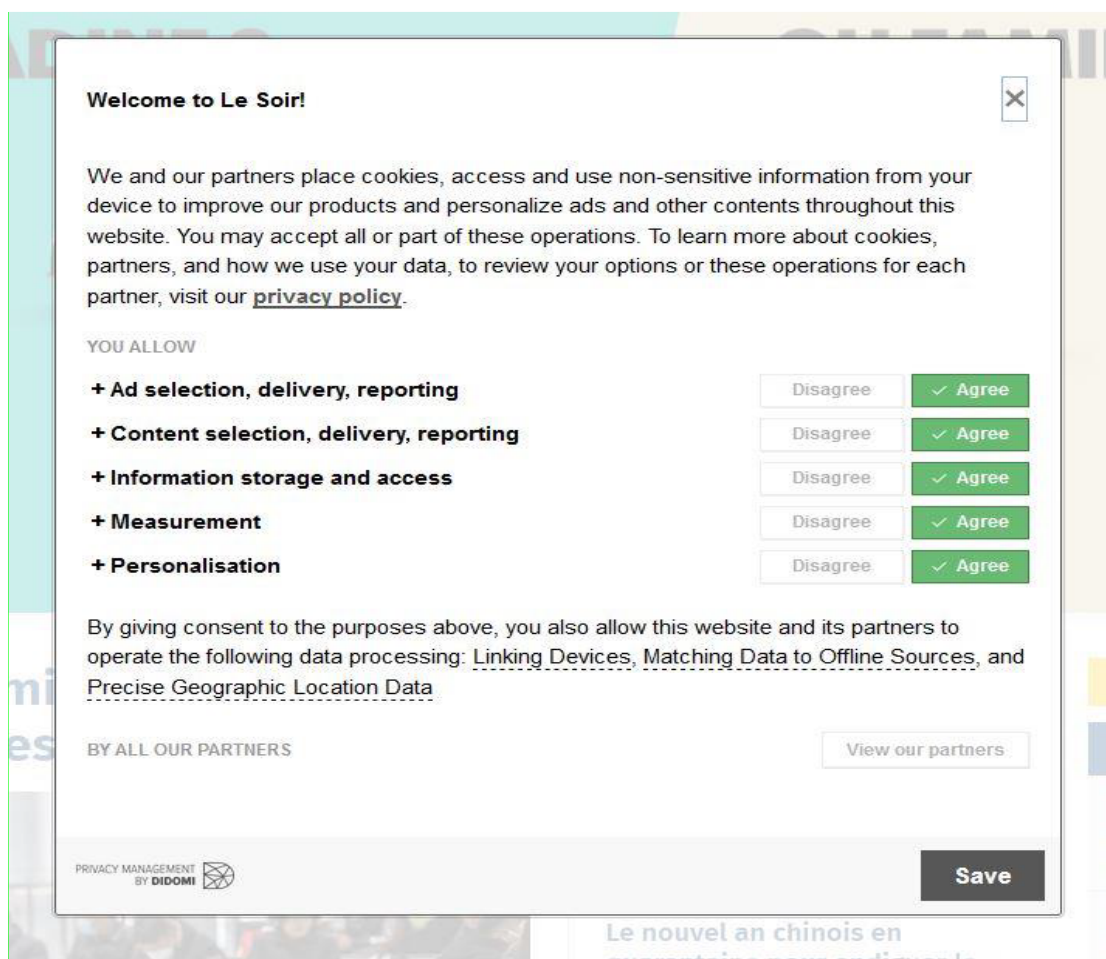 Welcome to Le Soir!
We and our partners place cookies, access and use non-sensitive information from your
device to improve our products and personalize ads and other contents throughout this
website. You may accept all or part of these operations. To learn more about cookies,
partners, and how we use your data, to review your options or these operations for each
partner, visit our privacy policy.
YOU ALLOW
+ Ad selection, delivery, reporting Disagree ✓ Agree
+ Content selection, delivery, reporting Disagree ✓ Agree
+ Information storage and access Disagree ✓ Agree
+ Measurement Disagree ✓ Agree
+ Personalisation Disagree ✓ Agree
By giving consent to the purposes above, you also allow this website and its partners to
operate the following data processing: Linking Devices, Matching Data to Offline Sources, and
Precise Geographic Location Data
BY ALL OUR PARTNERS View our partners
PRIVACY MANAGEMENT
BY DIDOMI
Save
Le nouvel an chinois en